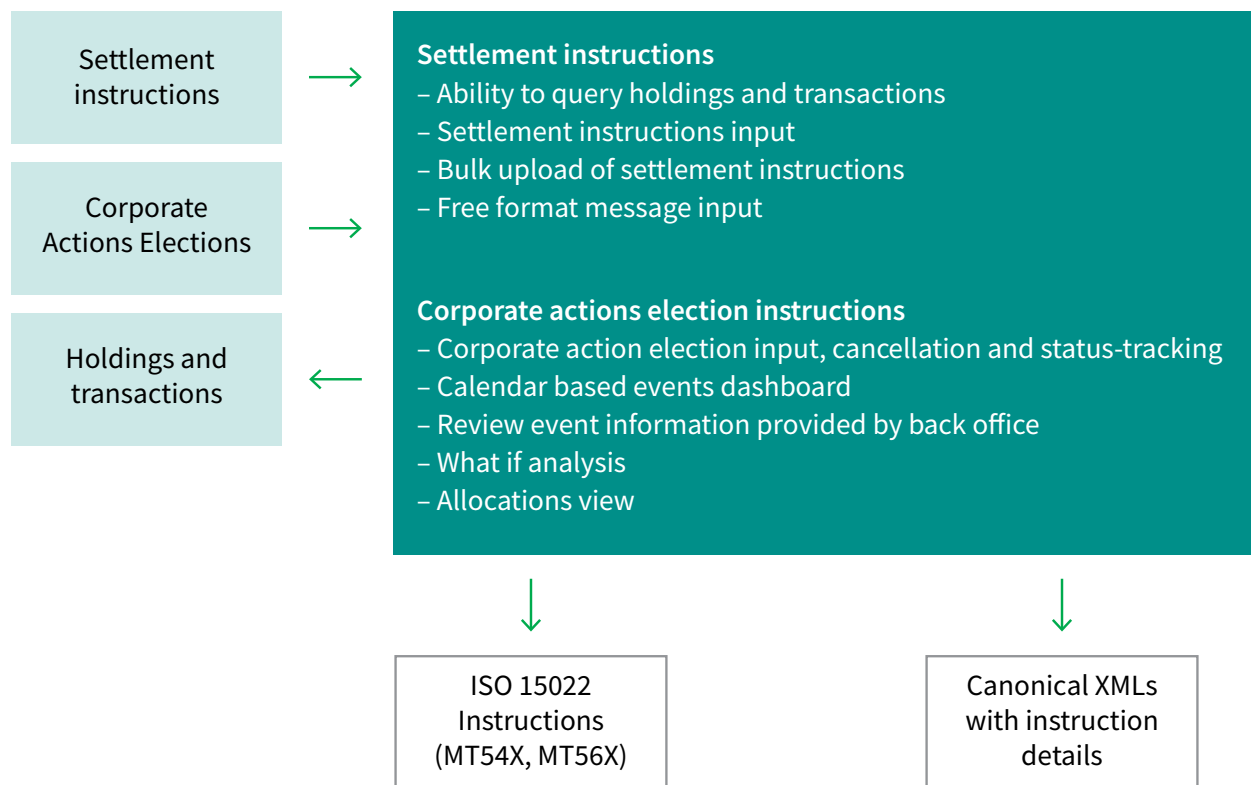 Settlement
instructions
Corporate
Actions Elections
Holdings and
transactions
Settlement instructions
– Ability to query holdings and transactions
– Settlement instructions input
– Bulk upload of settlement instructions
– Free format message input
Corporate actions election instructions
– Corporate action election input, cancellation and status-tracking
– Calendar based events dashboard
– Review event information provided by back office
– What if analysis
– Allocations view
ISO 15022
Instructions
(MT54X, MT56X)
Canonical XMLs
with instruction
details